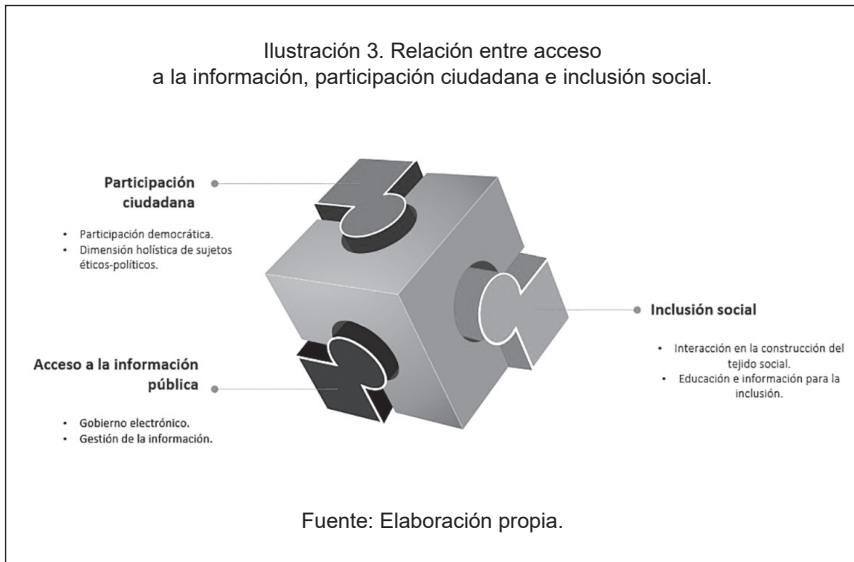 Ilustración 3. Relación entre acceso
a la información, participación ciudadana e inclusión social.
Participación
ciudadana
• Participación democrática.
• Dimensión holística de sujetos
éticos-políticos.
Acceso a la información
pública
• Gobierno electrónico.
• Gestión de la información.
Inclusión social
• Interacción en la construcción del
tejido social.
• Educación e información para la
inclusión.
Fuente: Elaboración propia.